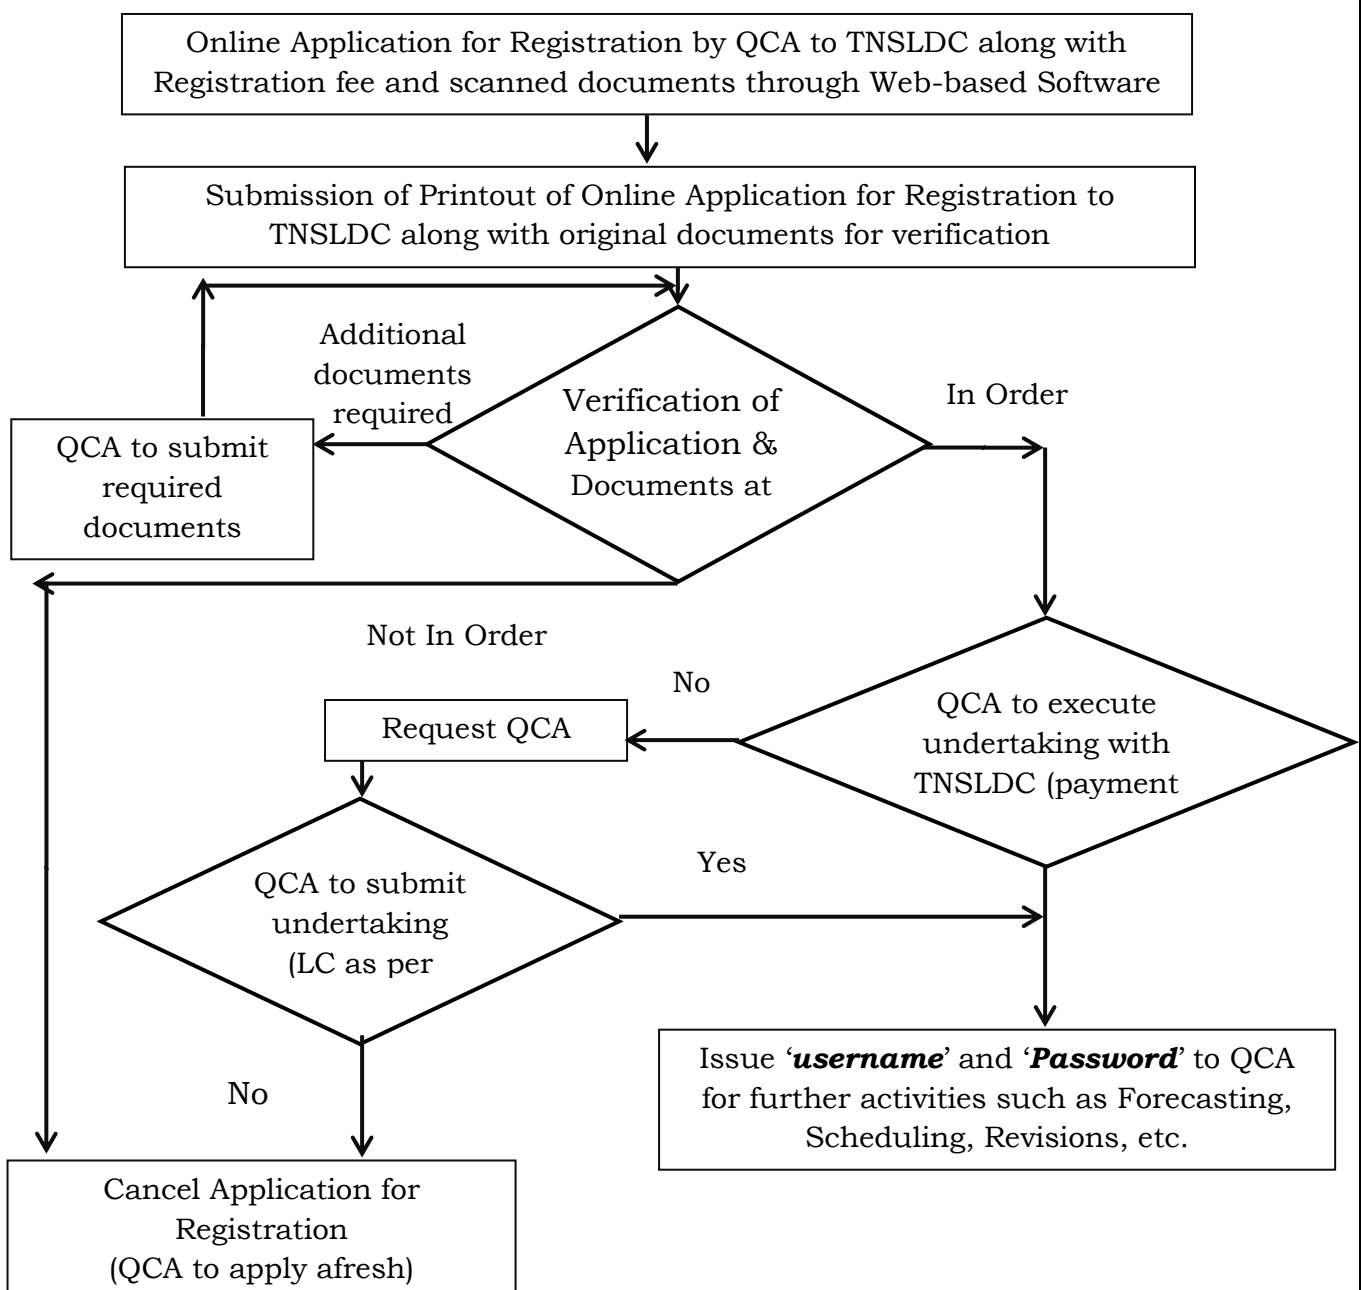 Online Application for Registration by QCA to TNSLDC along with
Registration fee and scanned documents through Web-based Software
Submission of Printout of Online Application for Registration to
TNSLDC along with original documents for verification
Additional
documents
required
Verification of
Application &
Documents at
In Order
QCA to submit
required
documents
Not In Order
No
Request QCA
QCA to execute
undertaking with
TNSLDC (payment
Yes
QCA to submit
undertaking
(LC as per
No
Issue ‘username’ and ‘Password’ to QCA
for further activities such as Forecasting,
Scheduling, Revisions, etc.
Cancel Application for
Registration
(QCA to apply afresh)